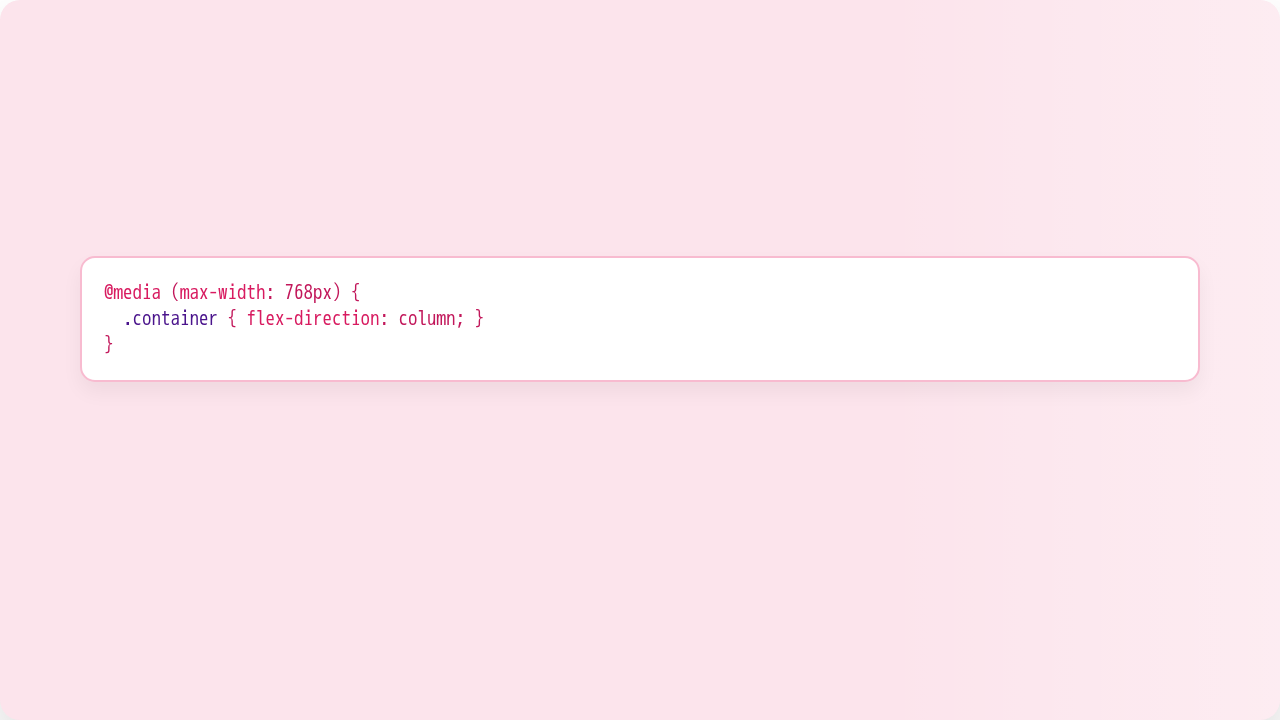 @media (max-width: 768px) {
  .container { flex-direction: column; }
}